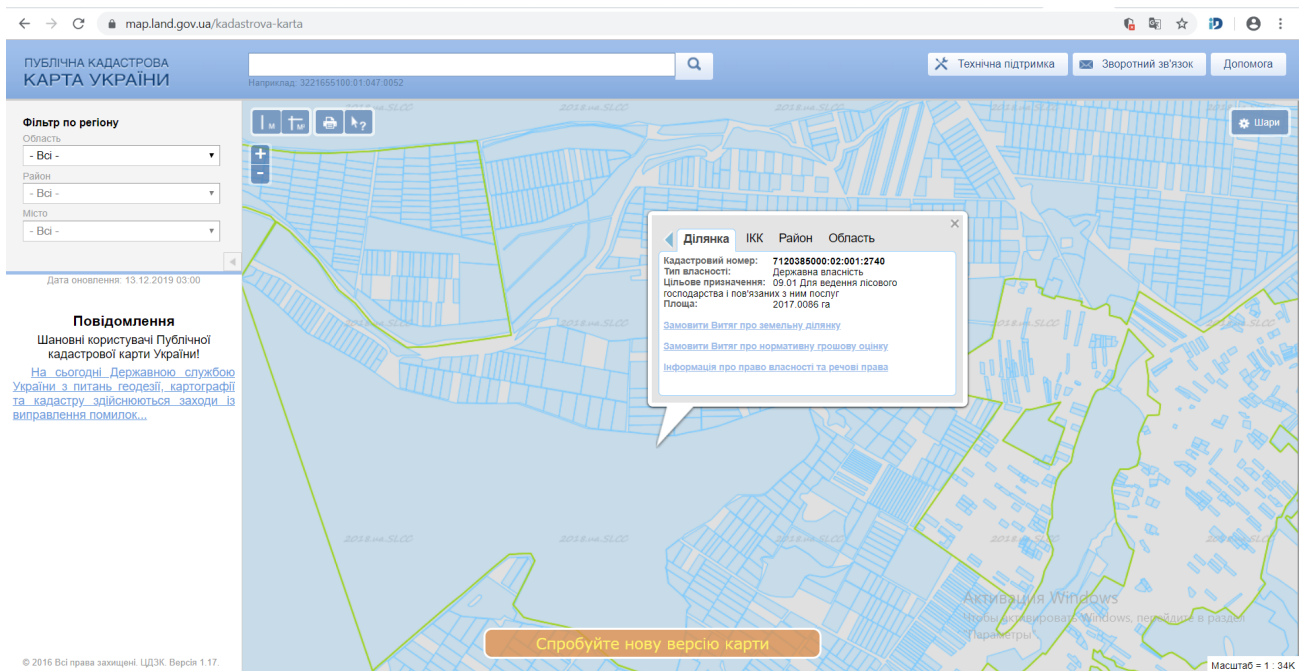 map.land.gov.ua/kadastrova-karta
ПУБЛІЧНА КАДАСТРОВА
КАРТА УКРАЇНИ
Наприклад: 3221655100:01:047:0052
Технічна підтримка
Зворотний зв'язок
Допомога
Фільтр по регіону
Область
- Всі -
Район
- Всі -
Місто
- Всі -
Дата оновлення: 13.12.2019 03:00
Повідомлення
Шановні користувачі Публічної
кадастрової карти України!
На сьогодні Державною службою
України з питань геодезії, картографії
та кадастру здійснюються заходи із
виправлення помилок...
© 2016 Всі права захищені. ЦДЗК. Версія 1.17.
М
М²
+
-
Шари
Ділянка ІКК Район Область
Кадастровий номер: 7120385000:02:001:2740
Тип власності: Державна власність
Цільове призначення: 09.01 Для ведення лісового
господарства і пов'язаних з ним послуг
Площа: 2017.0086 га
Замовити Витяг про земельну ділянку
Замовити Витяг про нормативну грошову оцінку
Інформація про право власності та речові права
Активация Windows
Чтобы активировать Windows, перейдите в раздел
"Параметры".
Спробуйте нову версію карти
Масштаб = 1 : 34K